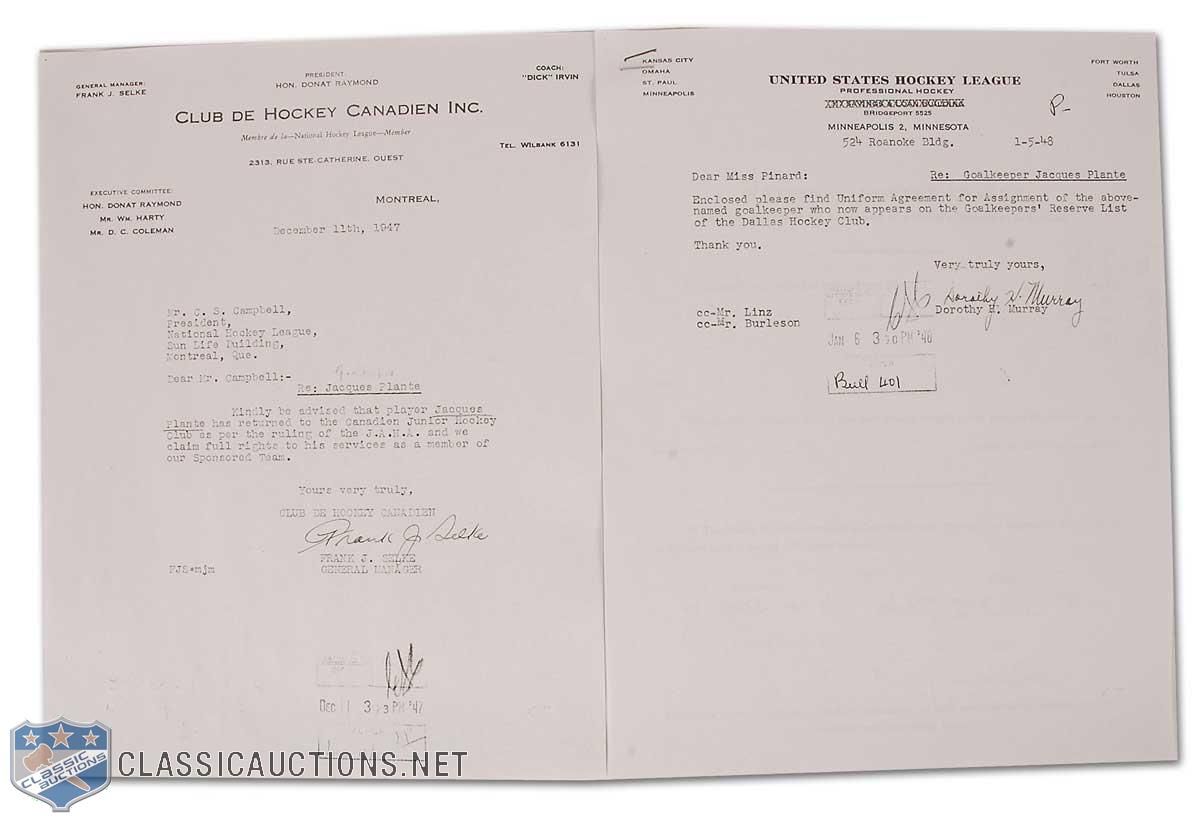 GENERAL MANAGER:
FRANK J. SELKE
PRESIDENT:
HON. DONAT RAYMOND
COACH:
"DICK" IRVIN
CLUB DE HOCKEY CANADIEN INC.
Membre de la—National Hockey League—Member
TEL. WILBANK 6131
2313, RUE STE-CATHERINE, OUEST
EXECUTIVE COMMITTEE:
HON. DONAT RAYMOND
MR. WM. HARTY
MR. D. C. COLEMAN
MONTREAL,
December 11th, 1947
Mr. C. S. Campbell,
President,
National Hockey League,
Sun Life Building,
Montreal, Que.
Dear Mr. Campbell:-
Re: Jacques Plante
Kindly be advised that player Jacques
Plante has returned to the Canadien Junior Hockey
Club as per the ruling of the J.A.H.A. and we
claim full rights to his services as a member of
our Sponsored Team.
Yours very truly,
CLUB DE HOCKEY CANADIEN
Frank J Selke
FRANK J. SELKE
GENERAL MANAGER
FJS*mjm
DEC 11 3 23 PM '47
KANSAS CITY
OMAHA
ST. PAUL
MINNEAPOLIS
FORT WORTH
TULSA
DALLAS
HOUSTON
UNITED STATES HOCKEY LEAGUE
PROFESSIONAL HOCKEY
BRIDGEPORT 5525
P-
MINNEAPOLIS 2, MINNESOTA
524 Roanoke Bldg. 1-5-48
Dear Miss Pinard: Re: Goalkeeper Jacques Plante
Enclosed please find Uniform Agreement for Assignment of the above-
named goalkeeper who now appears on the Goalkeepers' Reserve List
of the Dallas Hockey Club.
Thank you.
Very truly yours,
Dorothy H. Murray
Dorothy H. Murray
cc-Mr. Linz
cc-Mr. Burleson
JAN 6 3 50 PM '48
Bull 401
CLASSIC AUCTIONS
CLASSICAUCTIONS.NET